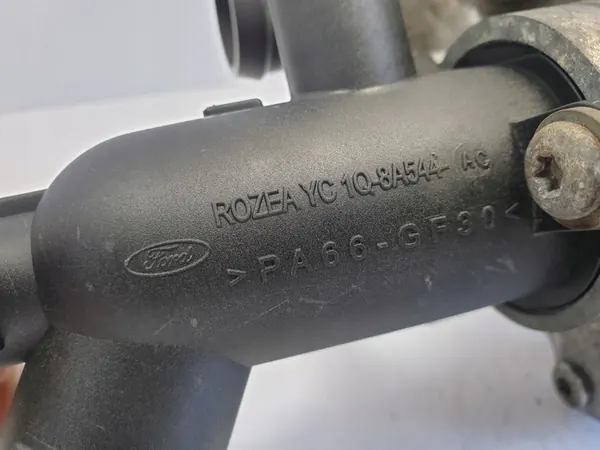 ROZEA YC 1Q-8A544- AC
Ford
>PA66-GF30<